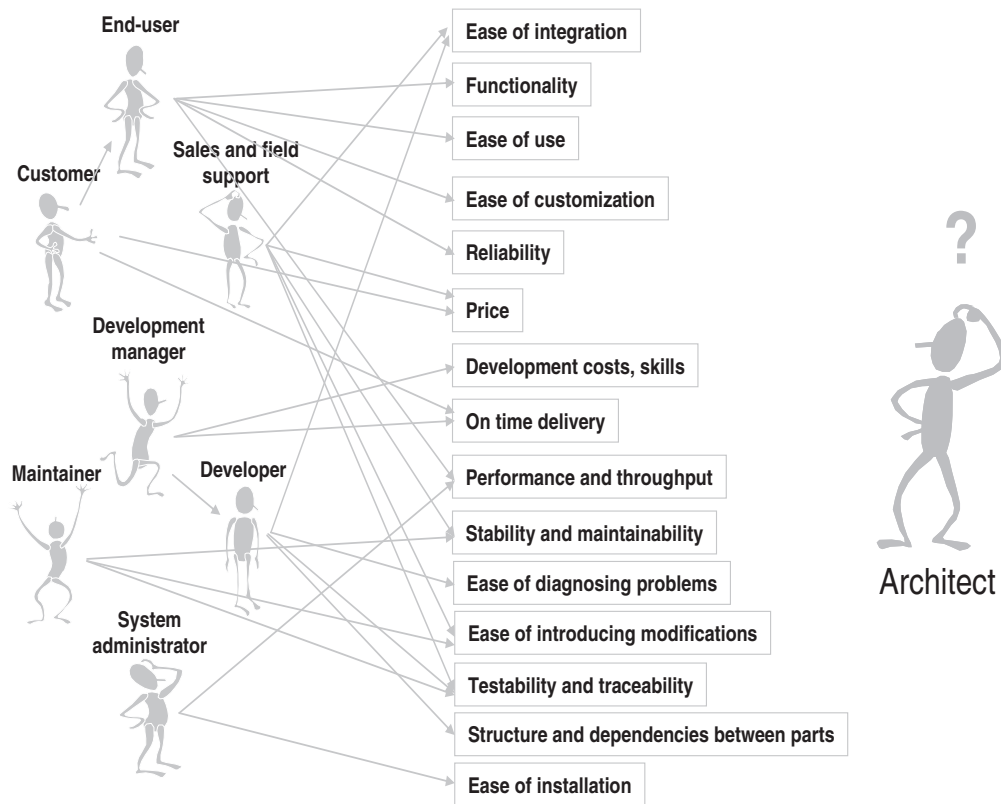 End-user
Sales and field
support
Customer
Development
manager
Maintainer
Developer
System
administrator
Ease of integration
Functionality
Ease of use
Ease of customization
Reliability
Price
Development costs, skills
On time delivery
Performance and throughput
Stability and maintainability
Ease of diagnosing problems
Ease of introducing modifications
Testability and traceability
Structure and dependencies between parts
Ease of installation
?
Architect